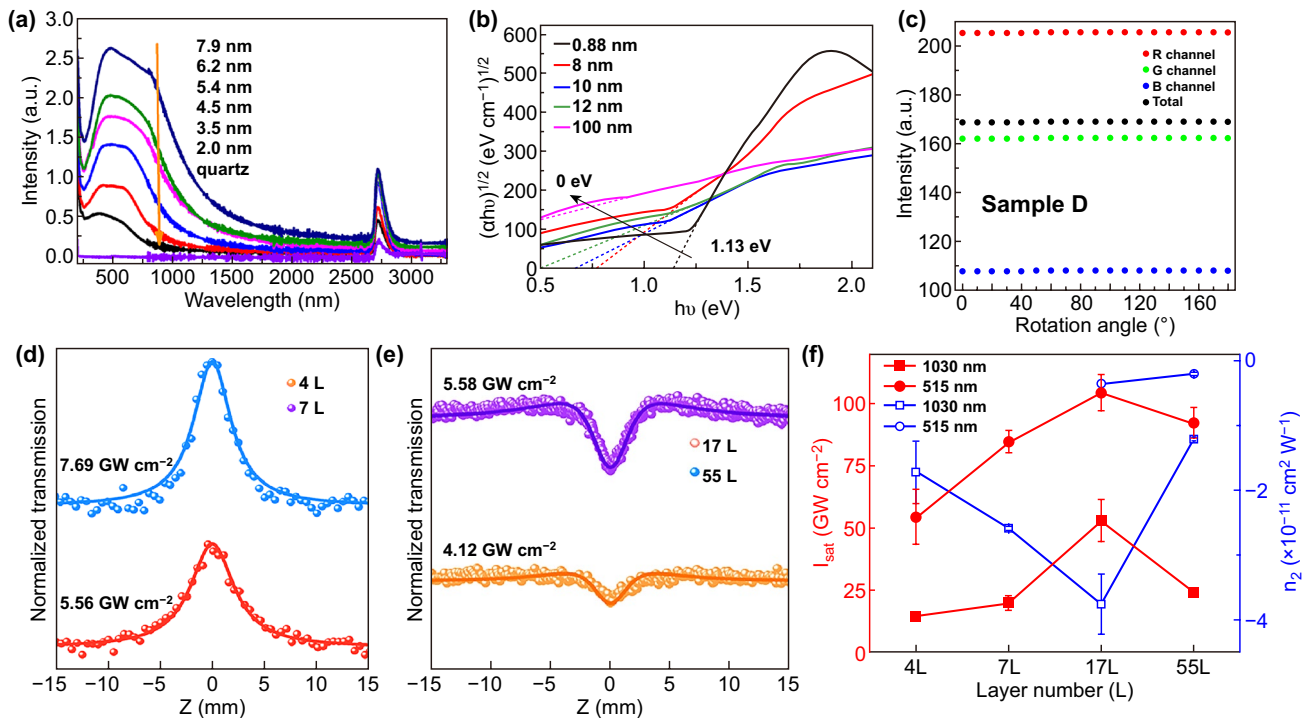 (a)
3.0
2.5
2.0
1.5
1.0
0.5
0.0
Intensity (a.u.)
7.9 nm
6.2 nm
5.4 nm
4.5 nm
3.5 nm
2.0 nm
quartz
500 1000 1500 2000 2500 3000
Wavelength (nm)
(b)
600
500
400
300
200
100
0
(αhυ)^1/2 (eV cm⁻¹)^1/2
0.88 nm
8 nm
10 nm
12 nm
100 nm
0 eV
1.13 eV
0.5 1.0 1.5 2.0
hυ (eV)
(c)
200
180
160
140
120
100
Intensity (a.u.)
R channel
G channel
B channel
Total
Sample D
0 40 80 120 160
Rotation angle (°)
(d)
Normalized transmission
4 L
7 L
7.69 GW cm⁻²
5.56 GW cm⁻²
−15 −10 −5 0 5 10 15
Z (mm)
(e)
Normalized transmission
5.58 GW cm⁻²
17 L
55 L
4.12 GW cm⁻²
−15 −10 −5 0 5 10 15
Z (mm)
(f)
100
75
50
25
0
I_sat (GW cm⁻²)
1030 nm
515 nm
1030 nm
515 nm
0
−2
−4
n₂ (×10⁻¹¹ cm² W⁻¹)
4L 7L 17L 55L
Layer number (L)